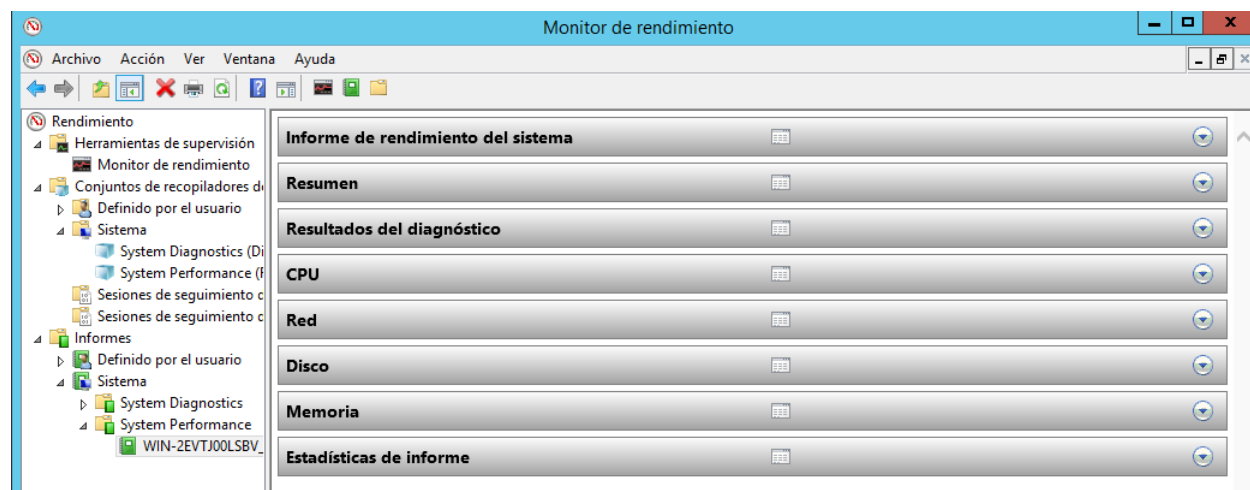 Monitor de rendimiento
Archivo Acción Ver Ventana Ayuda
Rendimiento
Herramientas de supervisión
Monitor de rendimiento
Conjuntos de recopiladores de
Definido por el usuario
Sistema
System Diagnostics (Di
System Performance (
Sesiones de seguimiento
Sesiones de seguimiento
Informes
Definido por el usuario
Sistema
System Diagnostics
System Performance
WIN-2EVTJ00LSBV_
Informe de rendimiento del sistema
Resumen
Resultados del diagnóstico
CPU
Red
Disco
Memoria
Estadísticas de informe